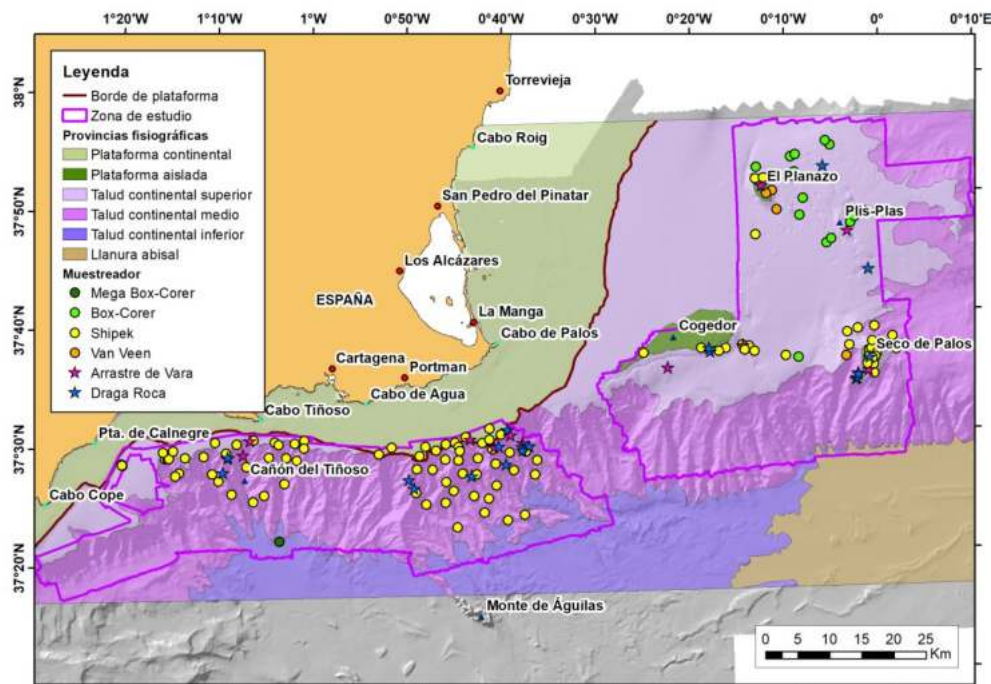 1°20'W 1°10'W 1°0'W 0°50'W 0°40'W 0°30'W 0°20'W 0°10'W 0° 0°10'E
38°N
37°50'N
37°40'N
37°30'N
37°20'N
Leyenda
Borde de plataforma
Zona de estudio
Provincias fisiográficas
Plataforma continental
Plataforma aislada
Talud continental superior
Talud continental medio
Talud continental inferior
Llanura abisal
Muestreador
Mega Box-Corer
Box-Corer
Shipek
Van Veen
Arrastre de Vara
Draga Roca
Torrevieja
Cabo Roig
San Pedro del Pinatar
Los Alcázares
ESPAÑA
La Manga
Cabo de Palos
Cartagena
Portman
Cabo de Agua
Cabo Tiñoso
Pta. de Calnegre
Cabo Cope
Cañón del Tiñoso
El Planazo
Plis-Plas
Cogedor
Seco de Palos
Monte de Águilas
0 5 10 15 20 25
Km